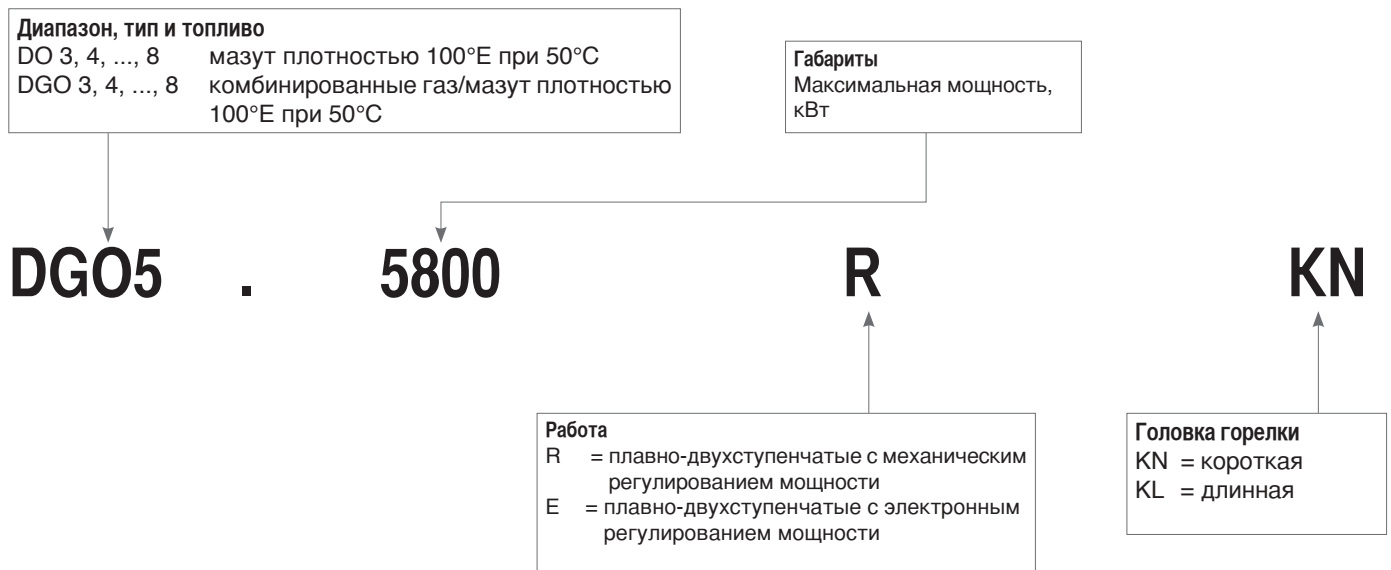 Диапазон, тип и топливо
DO 3, 4, ..., 8 мазут плотностью 100°E при 50°C
DGO 3, 4, ..., 8 комбинированные газ/мазут плотностью
100°E при 50°C
Габариты
Максимальная мощность,
кВт
DGO5 . 5800 R KN
Работа
R = плавно-двухступенчатые с механическим
регулированием мощности
E = плавно-двухступенчатые с электронным
регулированием мощности
Головка горелки
KN = короткая
KL = длинная